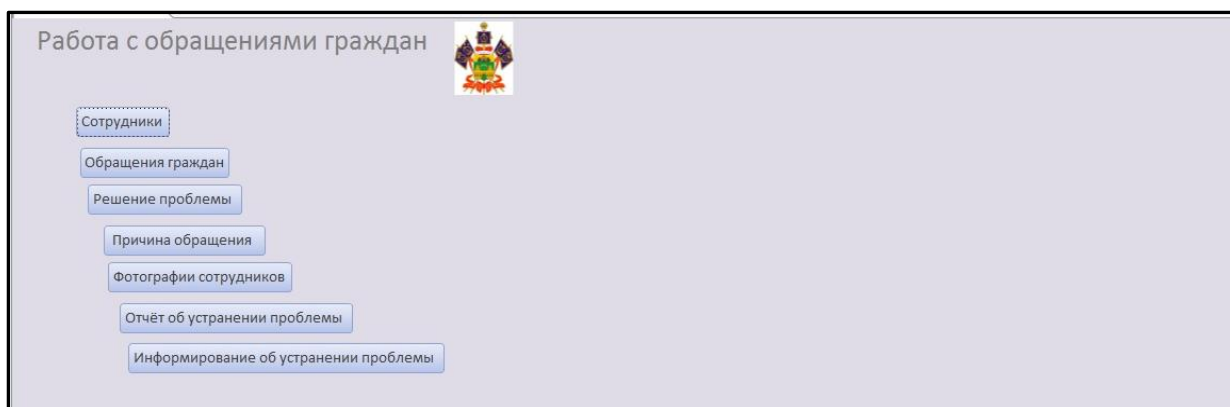 Работа с обращениями граждан
Сотрудники
Обращения граждан
Решение проблемы
Причина обращения
Фотографии сотрудников
Отчёт об устранении проблемы
Информирование об устранении проблемы